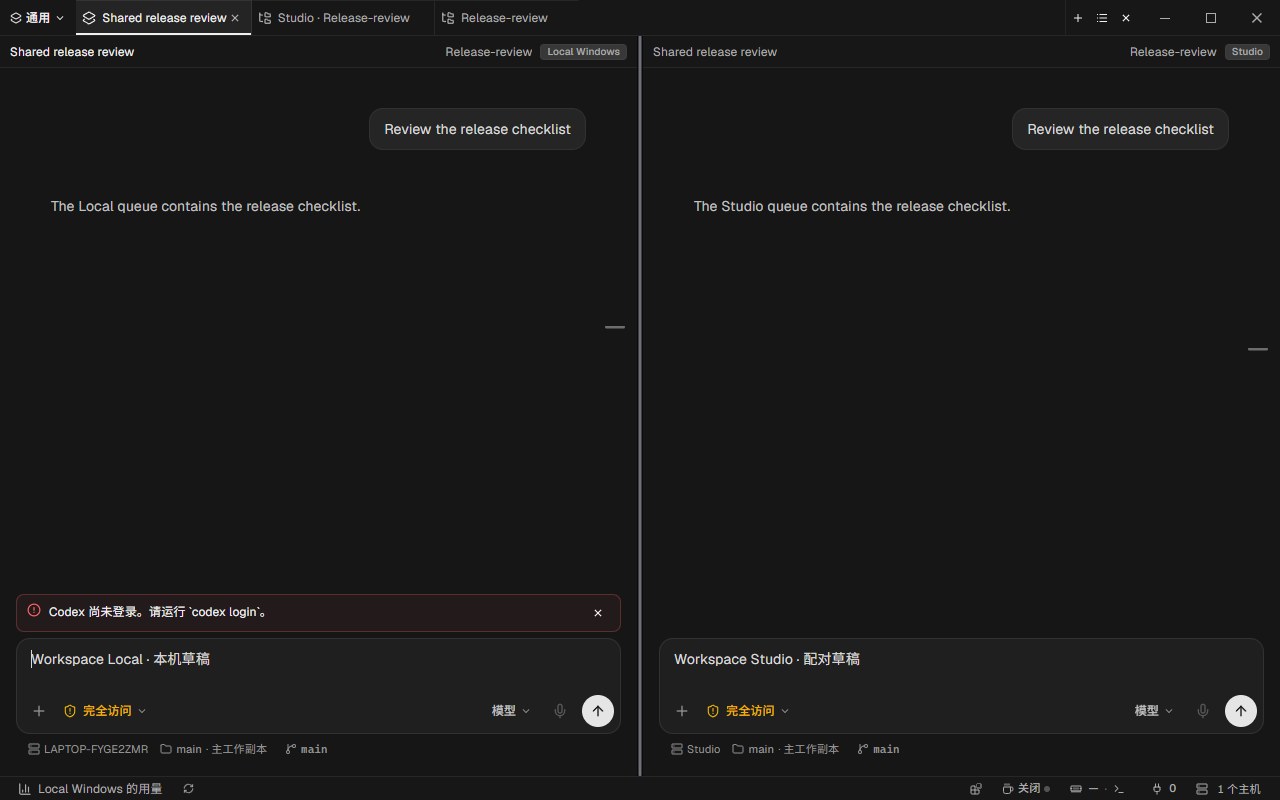 通用
Shared release review
Studio · Release-review
Release-review
Shared release review
Release-review
Local Windows
Shared release review
Release-review
Studio
Review the release checklist
The Local queue contains the release checklist.
Review the release checklist
The Studio queue contains the release checklist.
Codex 尚未登录。请运行 `codex login`。
Workspace Local · 本机草稿
完全访问
模型
LAPTOP-FYGE2ZMR
main · 主工作副本
main
Workspace Studio · 配对草稿
完全访问
模型
Studio
main · 主工作副本
main
Local Windows 的用量
关闭
— ·
0
1 个主机